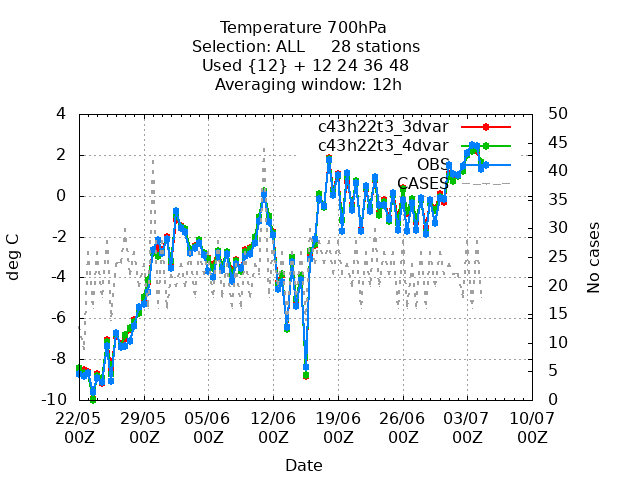 Temperature 700hPa
Selection: ALL     28 stations
Used {12} + 12 24 36 48
Averaging window: 12h
c43h22t3_3dvar
c43h22t3_4dvar
OBS
CASES
deg C
4
2
0
-2
-4
-6
-8
-10
No cases
50
45
40
35
30
25
20
15
10
5
0
22/05 29/05 05/06 12/06 19/06 26/06 03/07 10/07
00Z 00Z 00Z 00Z 00Z 00Z 00Z 00Z
Date